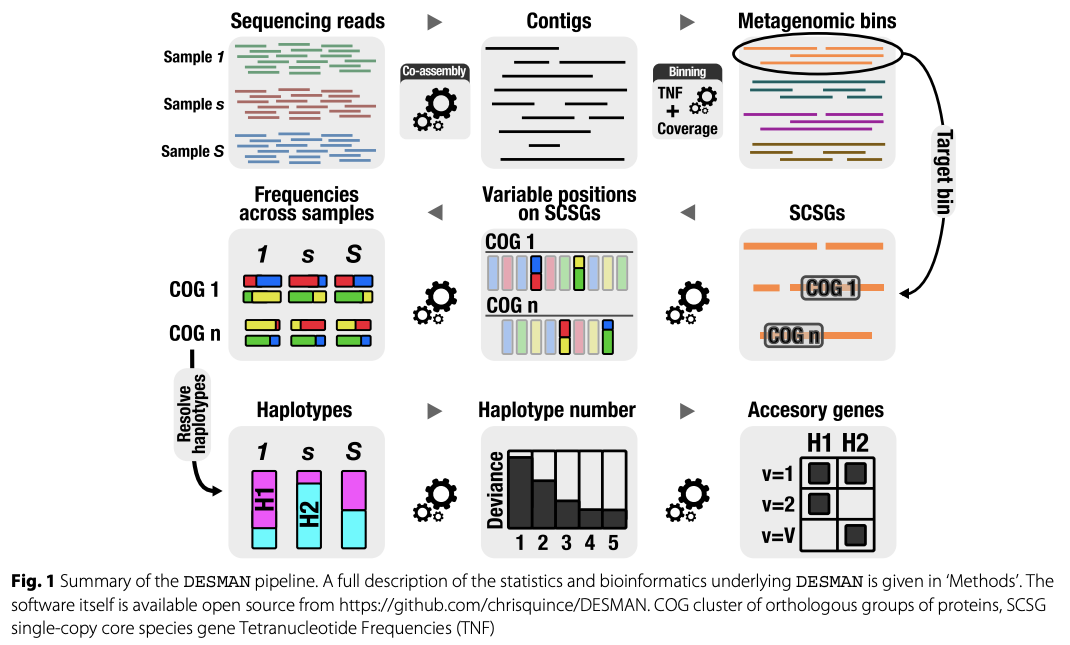 Sequencing reads
Contigs
Metagenomic bins
Sample 1
Sample s
Sample S
Co-assembly
Binning
TNF
+
Coverage
Target bin
Frequencies
across samples
Variable positions
on SCSGs
SCSGs
1 s S
COG 1
COG n
COG 1
COG n
COG 1
COG n
Resolve
haplotypes
Haplotypes
Haplotype number
Accesory genes
1 s S
H1
H2
Deviance
1 2 3 4 5
H1 H2
v=1
v=2
v=V
Fig. 1 Summary of the DESMAN pipeline. A full description of the statistics and bioinformatics underlying DESMAN is given in ‘Methods’. The
software itself is available open source from https://github.com/chrisquince/DESMAN. COG cluster of orthologous groups of proteins, SCSG
single-copy core species gene Tetranucleotide Frequencies (TNF)